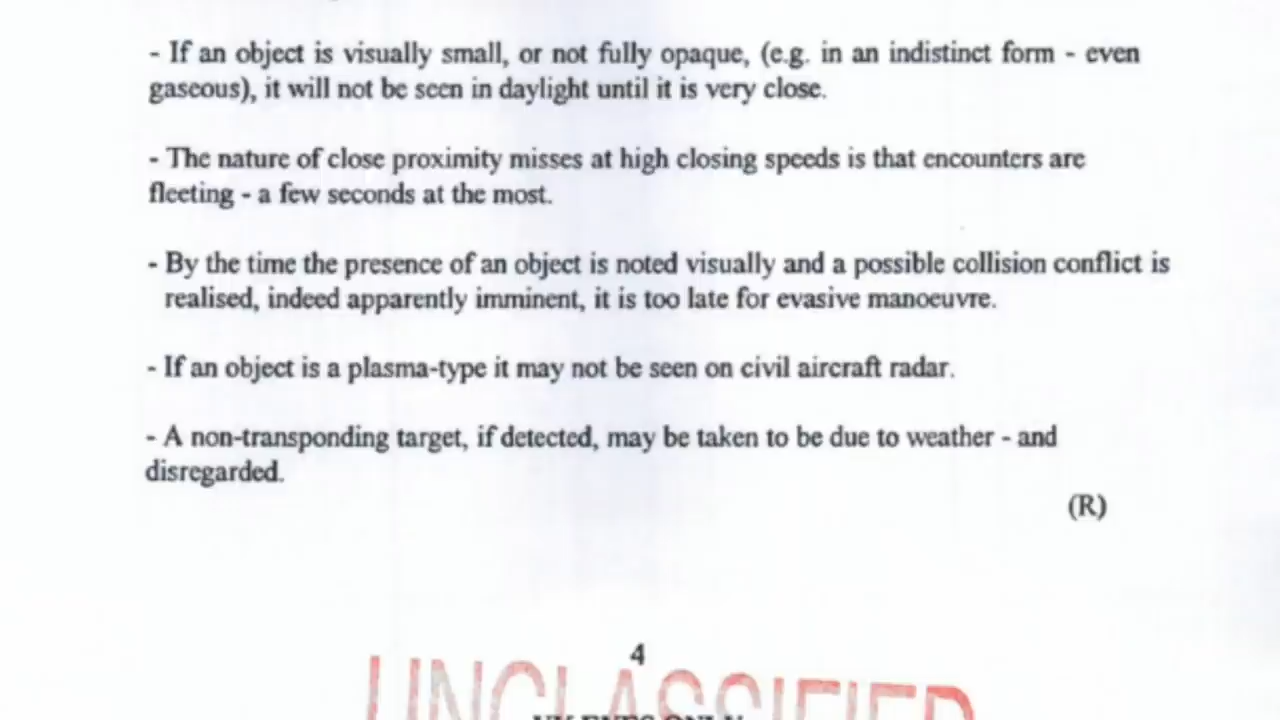 - If an object is visually small, or not fully opaque, (e.g. in an indistinct form - even
gaseous), it will not be seen in daylight until it is very close.
- The nature of close proximity misses at high closing speeds is that encounters are
fleeting - a few seconds at the most.
- By the time the presence of an object is noted visually and a possible collision conflict is
realised, indeed apparently imminent, it is too late for evasive manoeuvre.
- If an object is a plasma-type it may not be seen on civil aircraft radar.
- A non-transponding target, if detected, may be taken to be due to weather - and
disregarded.
(R)
4
UNCLASSIFIED